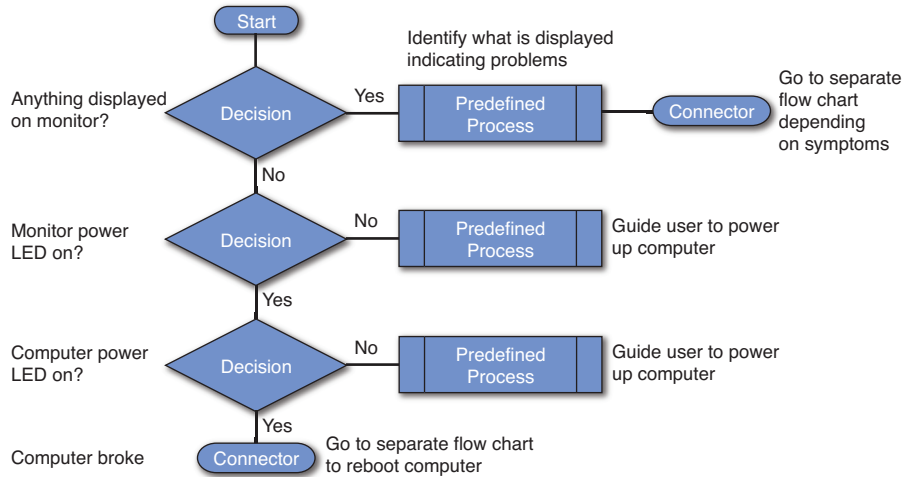 Start
Identify what is displayed
indicating problems
Anything displayed
on monitor?
Decision
Yes
Predefined
Process
Connector
Go to separate
flow chart
depending
on symptoms
No
Monitor power
LED on?
Decision
No
Predefined
Process
Guide user to power
up computer
Yes
Computer power
LED on?
Decision
No
Predefined
Process
Guide user to power
up computer
Yes
Computer broke
Connector
Go to separate flow chart
to reboot computer